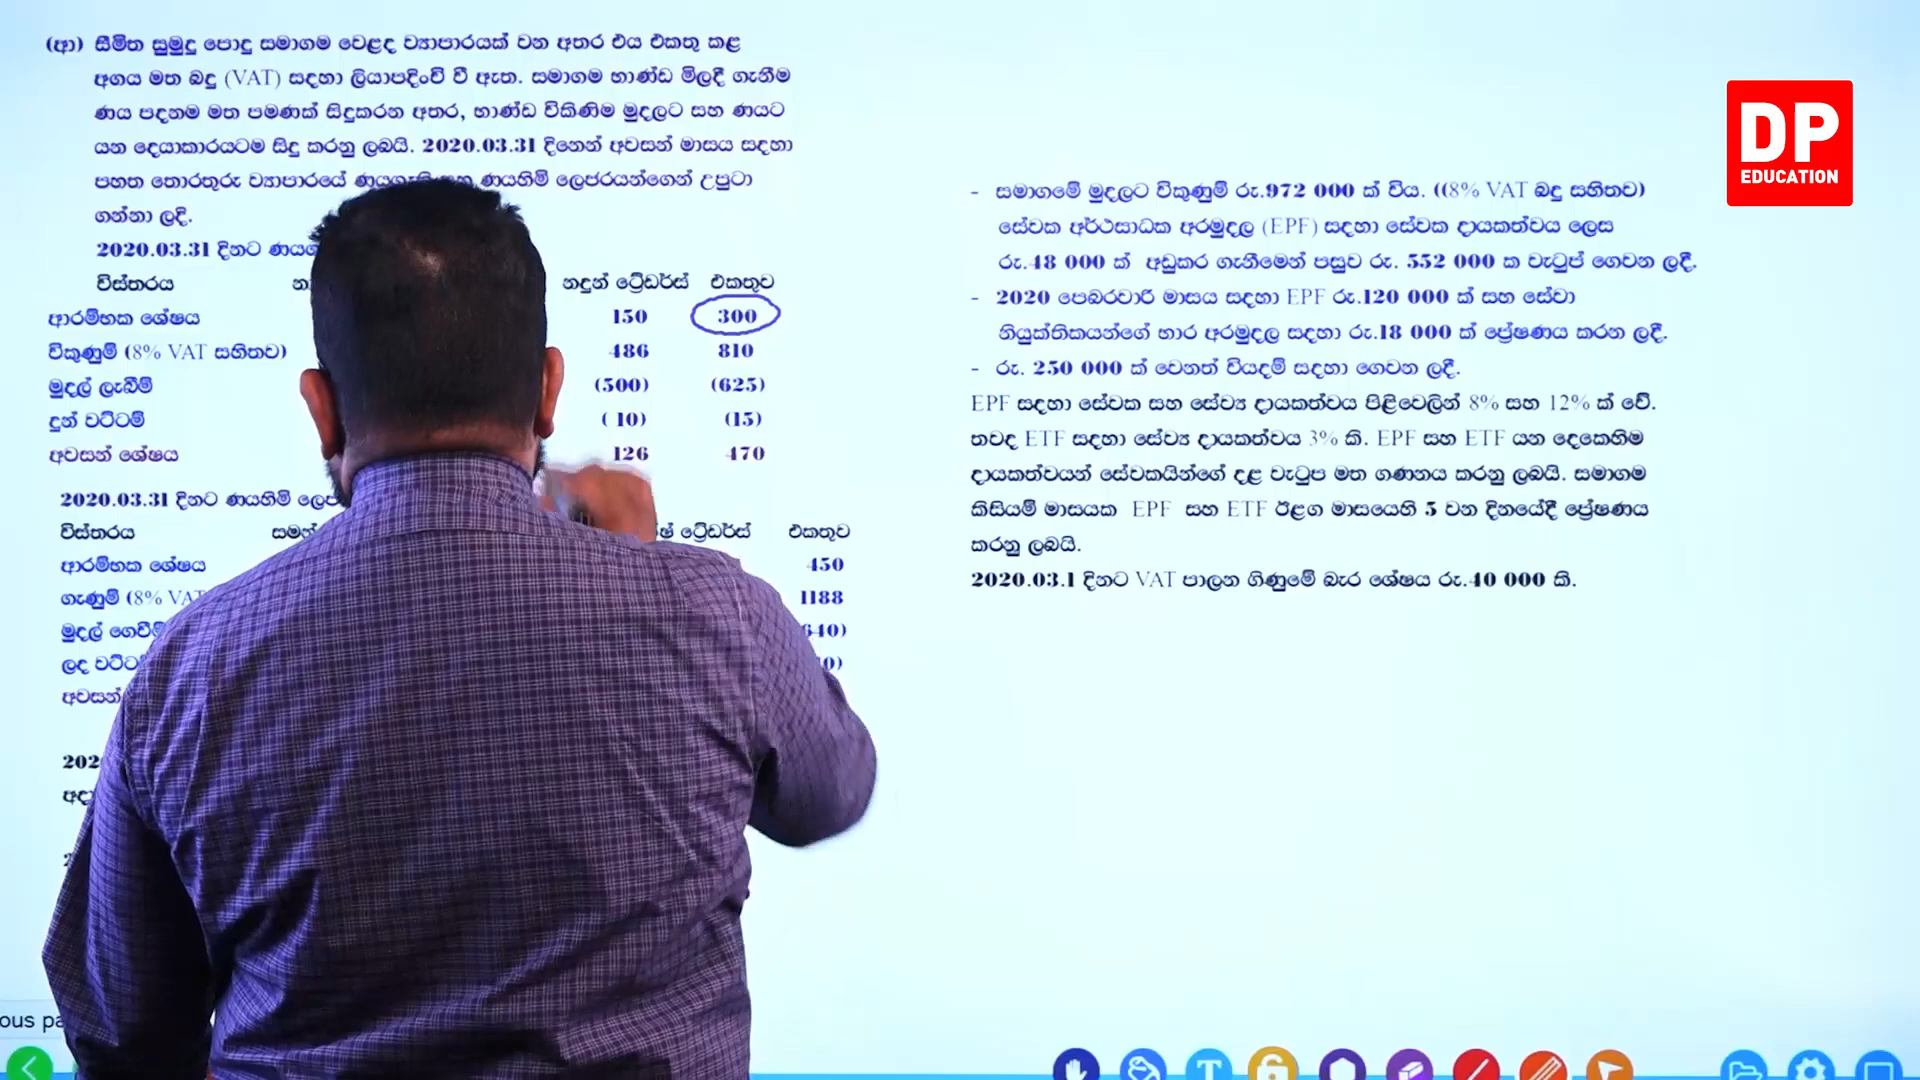 (ආ) සීමිත සුමුදු පොදු සමාගම වෙළඳ ව්‍යාපාරයක් වන අතර එය එකතු කළ
අගය මත බදු (VAT) සඳහා ලියාපදිංචි වී ඇත. සමාගම භාණ්ඩ මිලදී ගැනීම
ණය පදනම මත පමණක් සිදුකරන අතර, භාණ්ඩ විකිණිම මුදලට සහ ණයට
යන දෙයාකාරයටම සිදු කරනු ලබයි. 2020.03.31 දිනෙන් අවසන් මාසය සඳහා
පහත තොරතුරු ව්‍යාපාරයේ ණයහිමි ලෙජරයන්ගෙන් උපුටා
ගන්නා ලදි.
2020.03.31 දිනට
විස්තරය නදුන් ට්‍රේඩර්ස් එකතුව
ආරම්භක ශේෂය 150 300
විකුණුම් (8% VAT සහිතව) 486 810
මුදල් ලැබීම් (500) (625)
දුන් වට්ටම් ( 10) (15)
අවසන් ශේෂය 126 470
2020.03.31 දිනට ණයහිමි
විස්තරය ට්‍රේඩර්ස් එකතුව
ආරම්භක ශේෂය 450
ගැණුම් (8% 1188
මුදල්
ලද
අවසන්
- සමාගමේ මුදලට විකුණුම් රු.972 000 ක් විය. ((8% VAT බදු සහිතව)
සේවක අර්ථසාධක අරමුදල (EPF) සඳහා සේවක දායකත්වය ලෙස
රු.48 000 ක් අඩුකර ගැනීමෙන් පසුව රු. 552 000 ක වැටුප් ගෙවන ලදී.
- 2020 පෙබරවාරි මාසය සඳහා EPF රු.120 000 ක් සහ සේවා
නියුක්තිකයන්ගේ භාර අරමුදල සඳහා රු.18 000 ක් ප්‍රේෂණය කරන ලදී.
- රු. 250 000 ක් වෙනත් වියදම් සඳහා ගෙවන ලදී.
EPF සඳහා සේවක සහ සේව්‍ය දායකත්වය පිළිවෙලින් 8% සහ 12% ක් වේ.
තවද ETF සඳහා සේව්‍ය දායකත්වය 3% කි. EPF සහ ETF යන දෙකෙහිම
දායකත්වයන් සේවකයින්ගේ දළ වැටුප මත ගණනය කරනු ලබයි. සමාගම
කිසියම් මාසයක EPF සහ ETF ඊළග මාසයෙහි 5 වන දිනයේදී ප්‍රේෂණය
කරනු ලබයි.
2020.03.1 දිනට VAT පාලන ගිණුමේ බැර ශේෂය රු.40 000 කි.
DP
EDUCATION